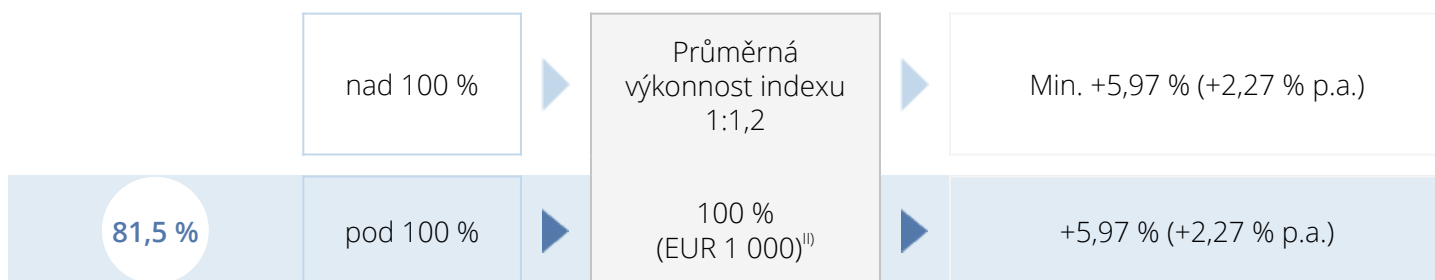 nad 100 %
Průměrná
výkonnost indexu
1:1,2
Min. +5,97 % (+2,27 % p.a.)
81,5 %
pod 100 %
100 %
(EUR 1 000)II)
+5,97 % (+2,27 % p.a.)